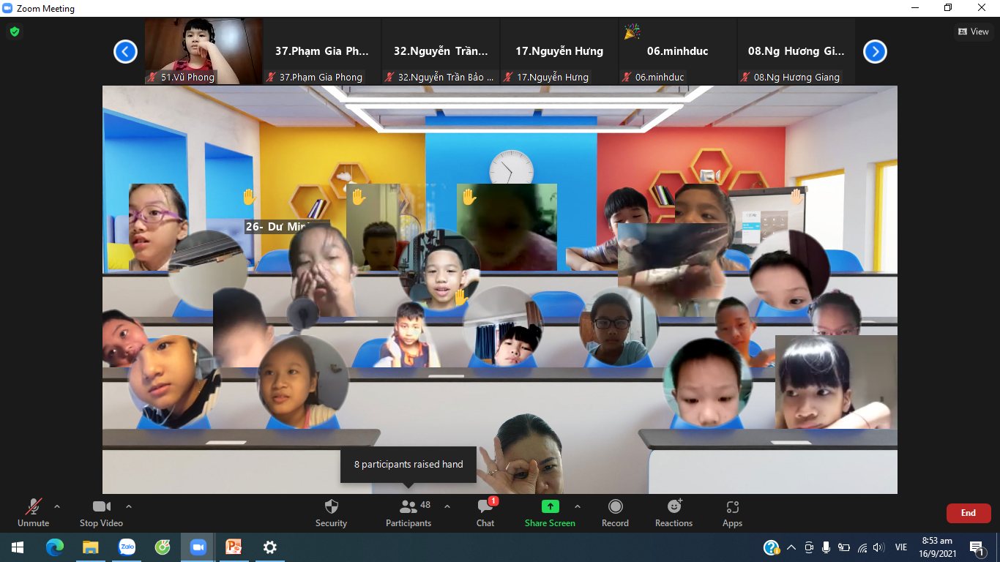 Zoom Meeting
View
37.Phạm Gia Ph...
32.Nguyễn Trần...
17.Nguyễn Hưng
06.minhduc
08.Ng Hương Gi...
51.Vũ Phong
37.Phạm Gia Phong
32.Nguyễn Trần Bảo ...
17.Nguyễn Hưng
06.minhduc
08.Ng Hương Giang
26- Dư Minh
8 participants raised hand
48
1
Unmute
Stop Video
Security
Participants
Chat
Share Screen
Record
Reactions
Apps
End
Zalo
VIE
8:53 am
16/9/2021
1